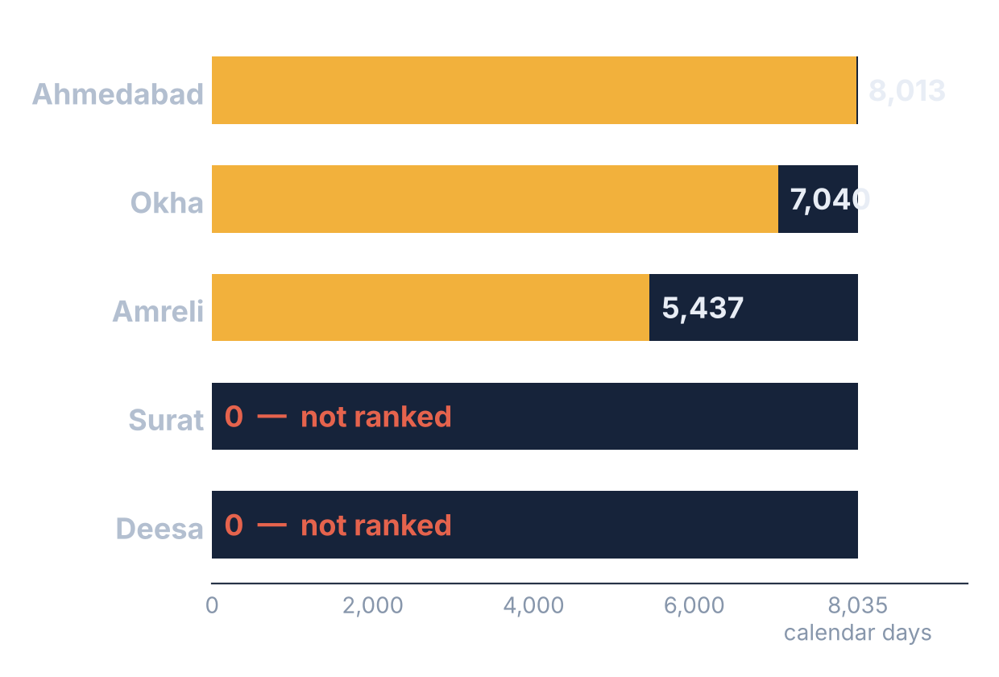 Ahmedabad 8,013
Okha 7,040
Amreli 5,437
Surat 0 — not ranked
Deesa 0 — not ranked
0 2,000 4,000 6,000 8,035
calendar days